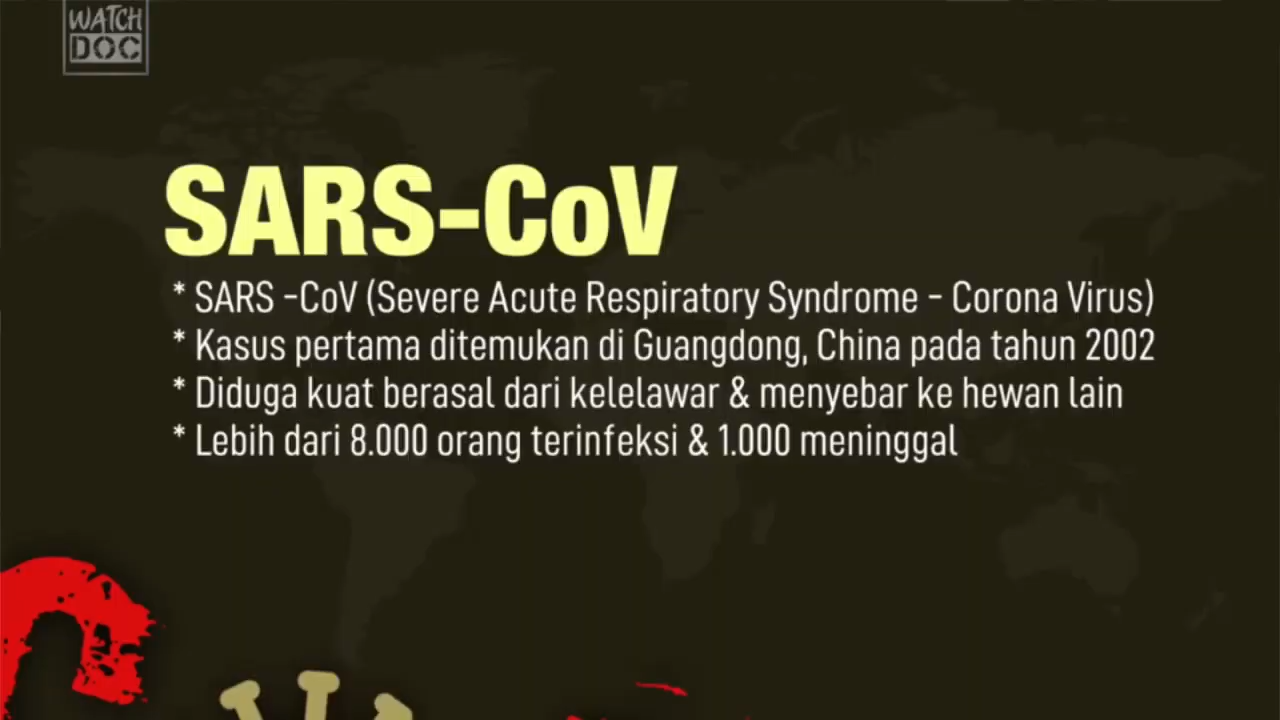 WATCH
DOC
SARS-CoV
* SARS -CoV (Severe Acute Respiratory Syndrome - Corona Virus)
* Kasus pertama ditemukan di Guangdong, China pada tahun 2002
* Diduga kuat berasal dari kelelawar & menyebar ke hewan lain
* Lebih dari 8.000 orang terinfeksi & 1.000 meninggal